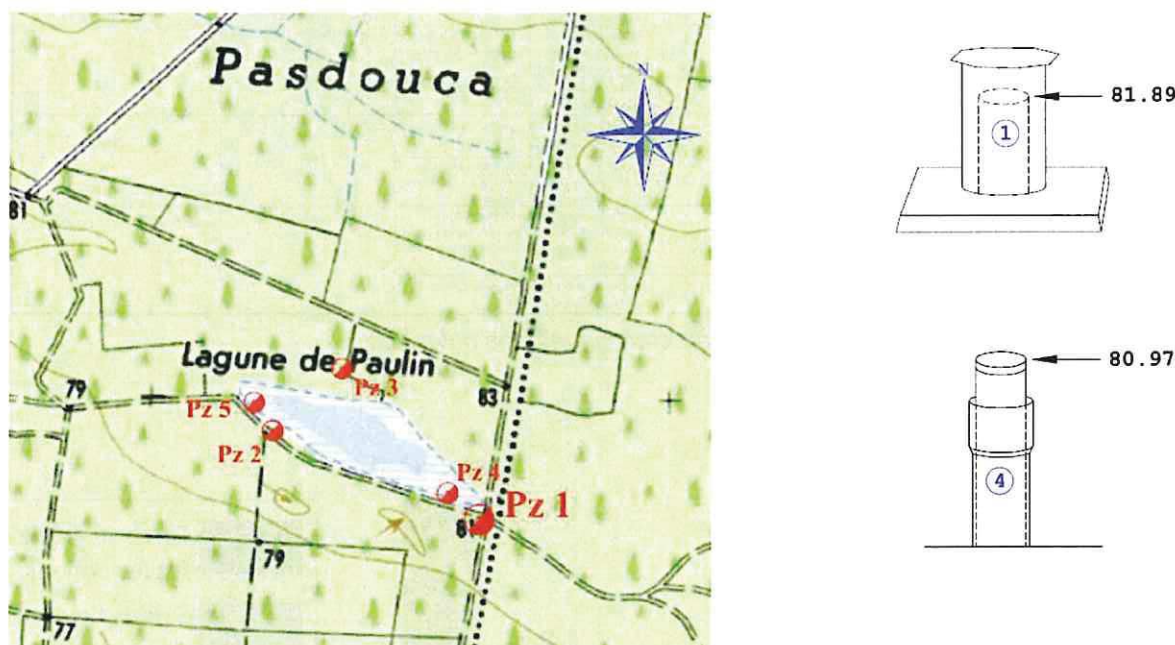 Pasdouca
N
81.89
1
81
Lagune de Paulin
Pz 3
79
83
Pz 5
Pz 2
Pz 4
Pz 1
81
79
77
80.97
4